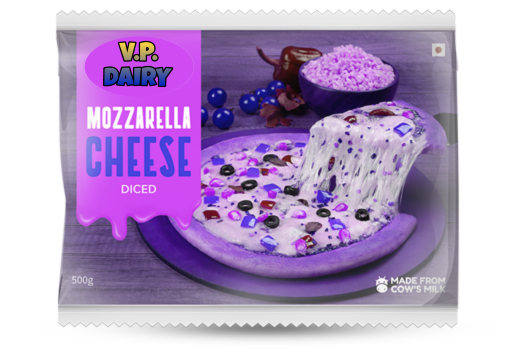 V.P.
DAIRY
MOZZARELLA
CHEESE
DICED
500g
MADE FROM
COW'S MILK